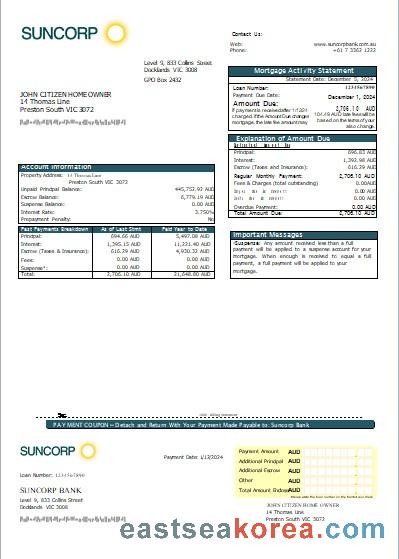 SUNCORP
Contact Us:
Web: www.suncorpbank.com.au
Phone: +61 7 3362 1222
Level 9, 833 Collins Street
Docklands VIC 3008
GPO Box 2432
Mortgage Activity Statement
Statement Date: December 5, 2024
Loan Number: 1234567890
Payment Due Date: December 1, 2024
Amount Due: 2,706.10 AUD
If payment is received after 1/12/24
104.49 AUD late fees will be
charged. If the Amount Due changes
based on the terms of your
mortgage, the late fee amount may
also change.
JOHN CITIZEN HOMEOWNER
14 Thomas Line
Preston South VIC 3072
Explanation of Amount Due
Principal: 696.83 AUD
Interest: 1,392.98 AUD
Escrow (Taxes and Insurance): 616.29 AUD
Regular Monthly Payment: 2,706.10 AUD
Fees & Charges (total outstanding) 0.00AUD
0.00 AUD
0.00 AUD
Overdue Payment: 0.00 AUD
Total Amount Due: 2,706.10 AUD
Account Information
Property Address: 14 Thomas Line
Preston South VIC 3072
Unpaid Principal Balance: 445,752.92 AUD
Escrow Balance: 6,779.19 AUD
Suspense Balance: 0.00 AUD
Interest Rate: 3.750%
Prepayment Penalty: No
Past Payments Breakdown As of Last Stmt Paid Year to Date
Principal: 694.66 AUD 5,497.08 AUD
Interest: 1,395.15 AUD 11,221.40 AUD
Escrow (Taxes & Insurance): 616.29 AUD 4,930.32 AUD
Fees: 0.00 AUD 0.00 AUD
Suspense*: 0.00 AUD 0.00 AUD
Total: 2,706.10 AUD 21,648.80 AUD
Important Messages
*Suspense: Any amount received less than a full
payment will be applied to a suspense account for your
mortgage. When enough is received to equal a full
payment, a full payment will be applied to your
mortgage.
PAYMENT COUPON – Detach and Return With Your Payment Made Payable to: Suncorp Bank
SUNCORP
Payment Date: 1/13/2024
Loan Number: 1234567890
SUNCORP BANK
Level 9, 833 Collins Street
Docklands VIC 3008
Payment Amount AUD
Additional Principal AUD
Additional Escrow AUD
Other AUD
Total Amount Enclosed AUD
JOHN CITIZEN HOMEOWNER
14 Thomas Line
Preston South VIC 3072
eastseakorea.com